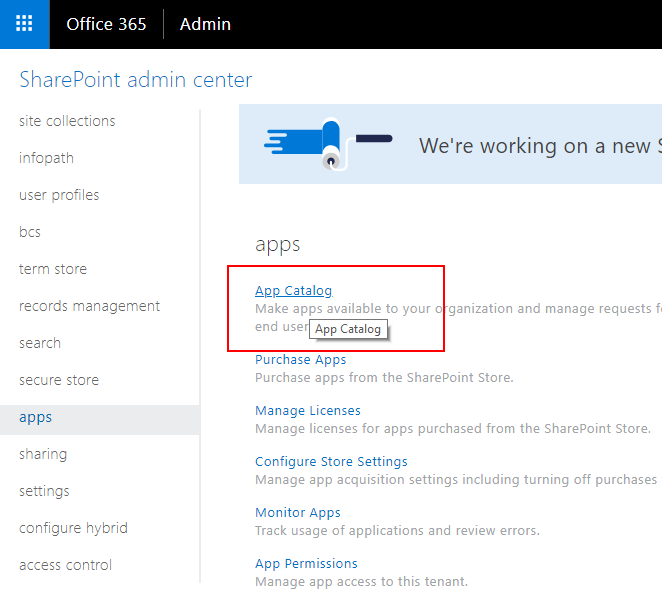 Office 365 Admin
SharePoint admin center
site collections
infopath
user profiles
bcs
term store
records management
search
secure store
apps
sharing
settings
configure hybrid
access control
We're working on a new S
apps
App Catalog
Make apps available to your organization and manage requests f
end user
App Catalog
Purchase Apps
Purchase apps from the SharePoint Store.
Manage Licenses
Manage licenses for apps purchased from the SharePoint Store.
Configure Store Settings
Manage app acquisition settings including turning off purchases
Monitor Apps
Track usage of applications and review errors.
App Permissions
Manage app access to this tenant.